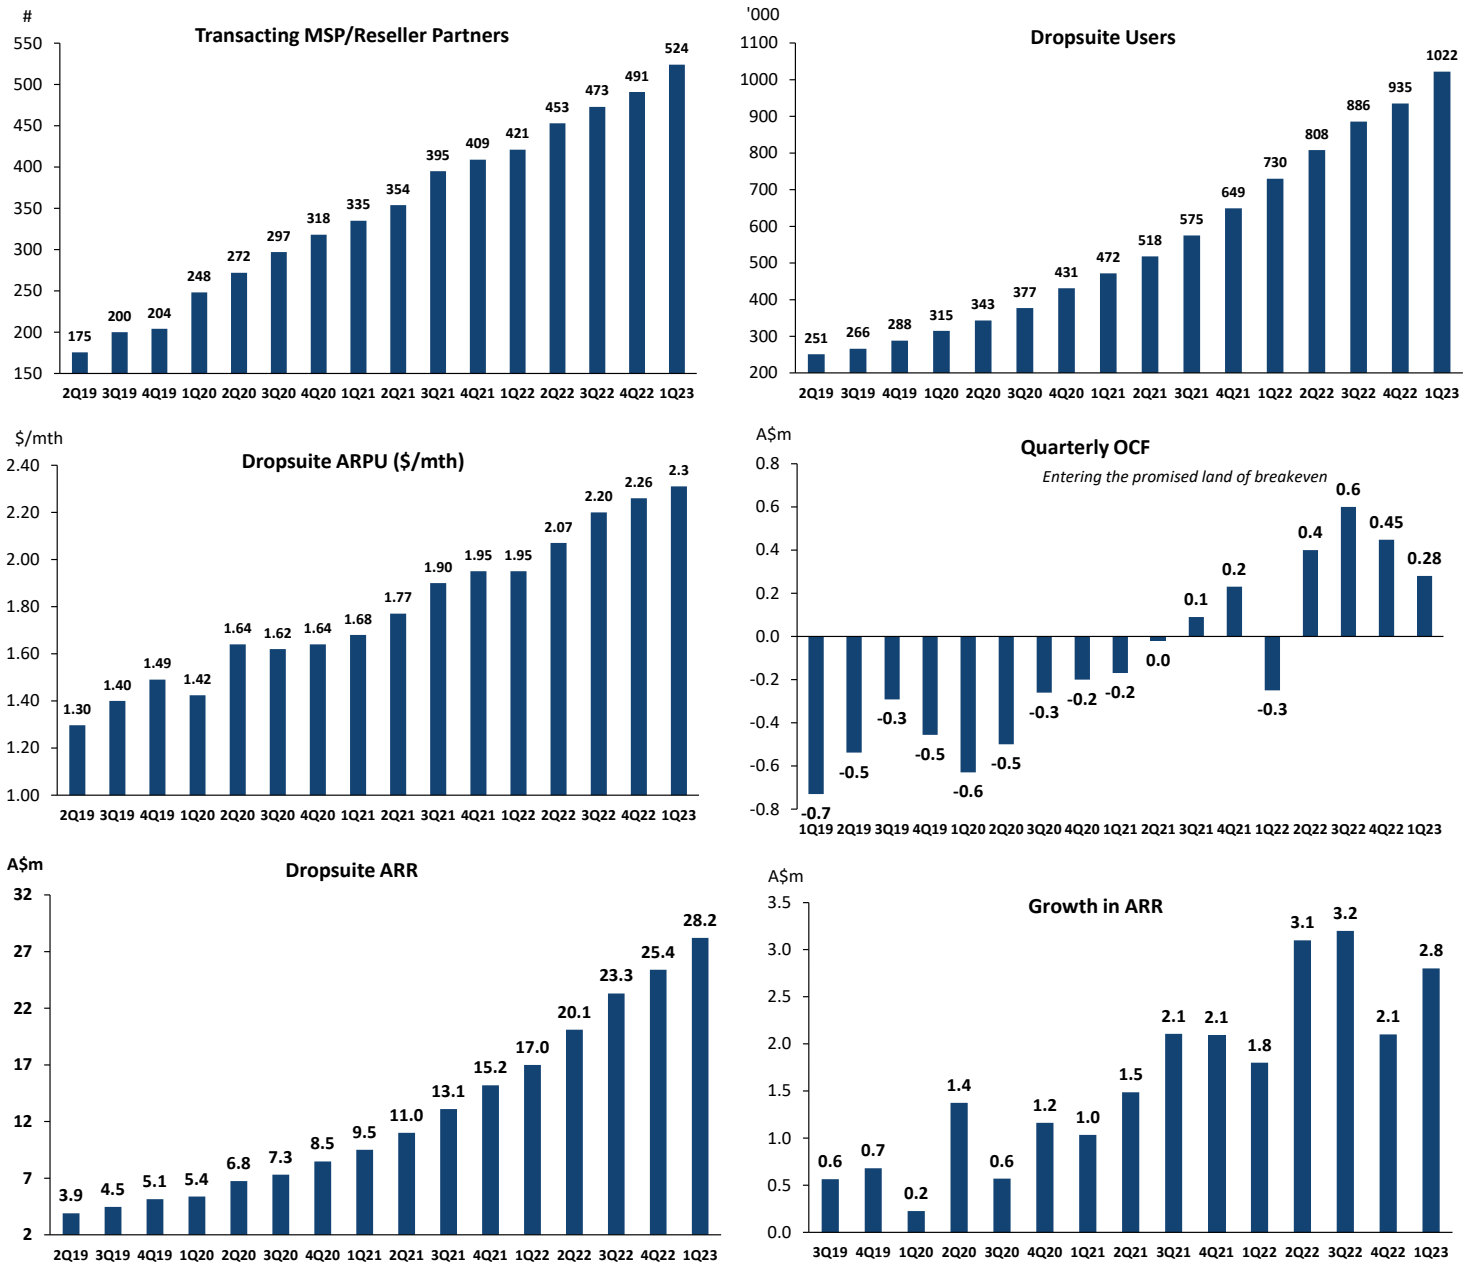 #
Transacting MSP/Reseller Partners
550
500
450
400
350
300
250
200
150
175 200 204 248 272 297 318 335 354 395 409 421 453 473 491 524
2Q19 3Q19 4Q19 1Q20 2Q20 3Q20 4Q20 1Q21 2Q21 3Q21 4Q21 1Q22 2Q22 3Q22 4Q22 1Q23
'000
Dropsuite Users
1100
1000
900
800
700
600
500
400
300
200
251 266 288 315 343 377 431 472 518 575 649 730 808 886 935 1022
2Q19 3Q19 4Q19 1Q20 2Q20 3Q20 4Q20 1Q21 2Q21 3Q21 4Q21 1Q22 2Q22 3Q22 4Q22 1Q23
$/mth
Dropsuite ARPU ($/mth)
2.40
2.20
2.00
1.80
1.60
1.40
1.20
1.00
1.30 1.40 1.49 1.42 1.64 1.62 1.64 1.68 1.77 1.90 1.95 1.95 2.07 2.20 2.26 2.3
2Q19 3Q19 4Q19 1Q20 2Q20 3Q20 4Q20 1Q21 2Q21 3Q21 4Q21 1Q22 2Q22 3Q22 4Q22 1Q23
A$m
Quarterly OCF
Entering the promised land of breakeven
0.8
0.6
0.4
0.2
0.0
-0.2
-0.4
-0.6
-0.8
-0.7 -0.5 -0.3 -0.5 -0.6 -0.5 -0.3 -0.2 -0.2 0.0 0.1 0.2 -0.3 0.4 0.6 0.45 0.28
1Q19 2Q19 3Q19 4Q19 1Q20 2Q20 3Q20 4Q20 1Q21 2Q21 3Q21 4Q21 1Q22 2Q22 3Q22 4Q22 1Q23
A$m
Dropsuite ARR
32
27
22
17
12
7
2
3.9 4.5 5.1 5.4 6.8 7.3 8.5 9.5 11.0 13.1 15.2 17.0 20.1 23.3 25.4 28.2
2Q19 3Q19 4Q19 1Q20 2Q20 3Q20 4Q20 1Q21 2Q21 3Q21 4Q21 1Q22 2Q22 3Q22 4Q22 1Q23
A$m
Growth in ARR
3.5
3.0
2.5
2.0
1.5
1.0
0.5
0.0
0.6 0.7 0.2 1.4 0.6 1.2 1.0 1.5 2.1 2.1 1.8 3.1 3.2 2.1 2.8
3Q19 4Q19 1Q20 2Q20 3Q20 4Q20 1Q21 2Q21 3Q21 4Q21 1Q22 2Q22 3Q22 4Q22 1Q23